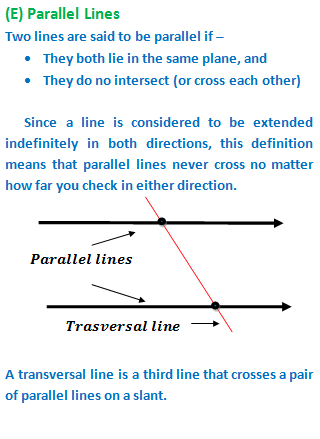 (E) Parallel Lines
Two lines are said to be parallel if –
• They both lie in the same plane, and
• They do no intersect (or cross each other)
Since a line is considered to be extended
indefinitely in both directions, this definition
means that parallel lines never cross no matter
how far you check in either direction.
Parallel lines
Trasversal line
A transversal line is a third line that crosses a pair
of parallel lines on a slant.